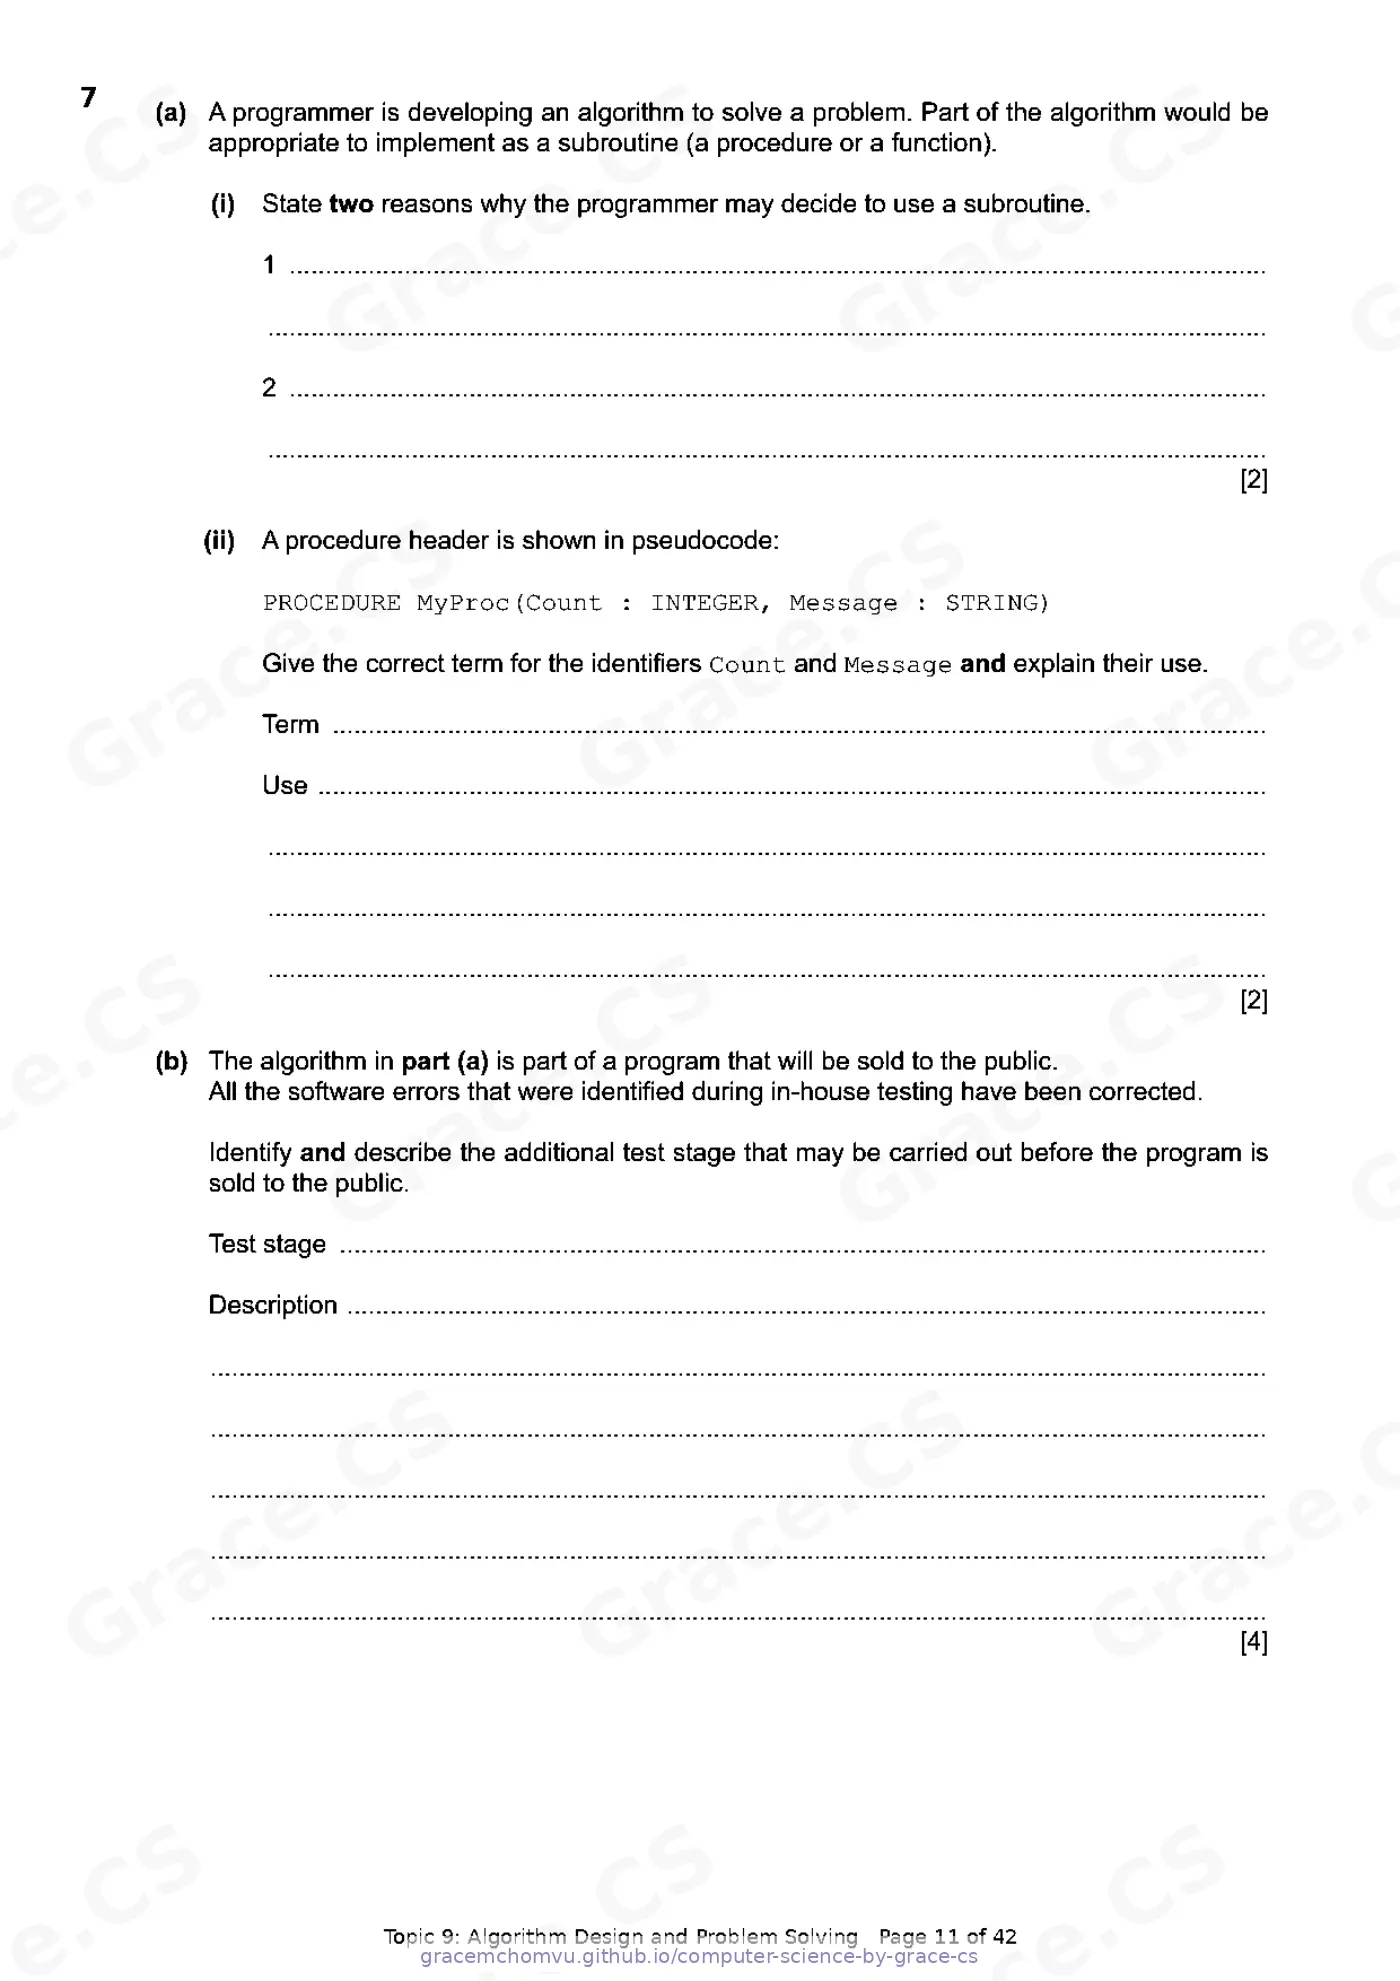 7
(a) A programmer is developing an algorithm to solve a problem. Part of the algorithm would be
appropriate to implement as a subroutine (a procedure or a function).
(i) State two reasons why the programmer may decide to use a subroutine.
1
2
[2]
(ii) A procedure header is shown in pseudocode:
PROCEDURE MyProc(Count : INTEGER, Message : STRING)
Give the correct term for the identifiers Count and Message and explain their use.
Term
Use
[2]
(b) The algorithm in part (a) is part of a program that will be sold to the public.
All the software errors that were identified during in-house testing have been corrected.
Identify and describe the additional test stage that may be carried out before the program is
sold to the public.
Test stage
Description
[4]
Topic 9: Algorithm Design and Problem Solving Page 11 of 42
gracemchomvu.github.io/computer-science-by-grace-cs
Grace.CS